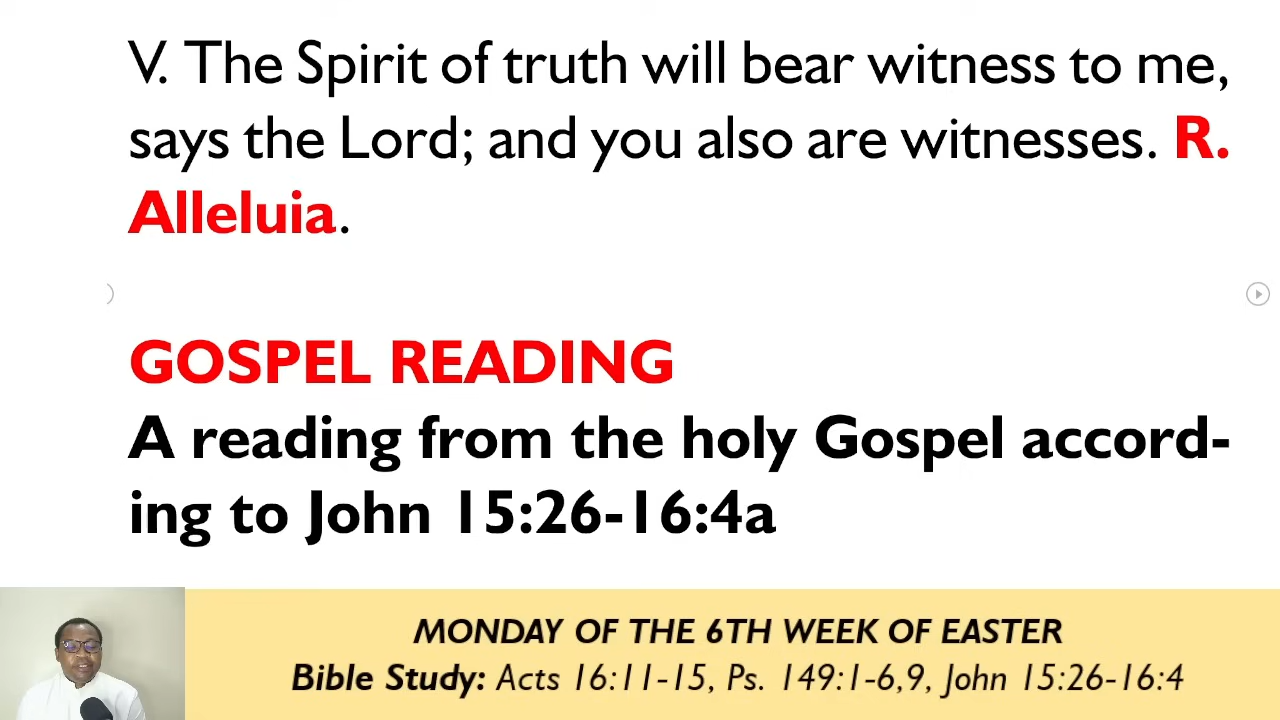 V. The Spirit of truth will bear witness to me,
says the Lord; and you also are witnesses. R.
Alleluia.
GOSPEL READING
A reading from the holy Gospel accord-
ing to John 15:26-16:4a
MONDAY OF THE 6TH WEEK OF EASTER
Bible Study: Acts 16:11-15, Ps. 149:1-6,9, John 15:26-16:4